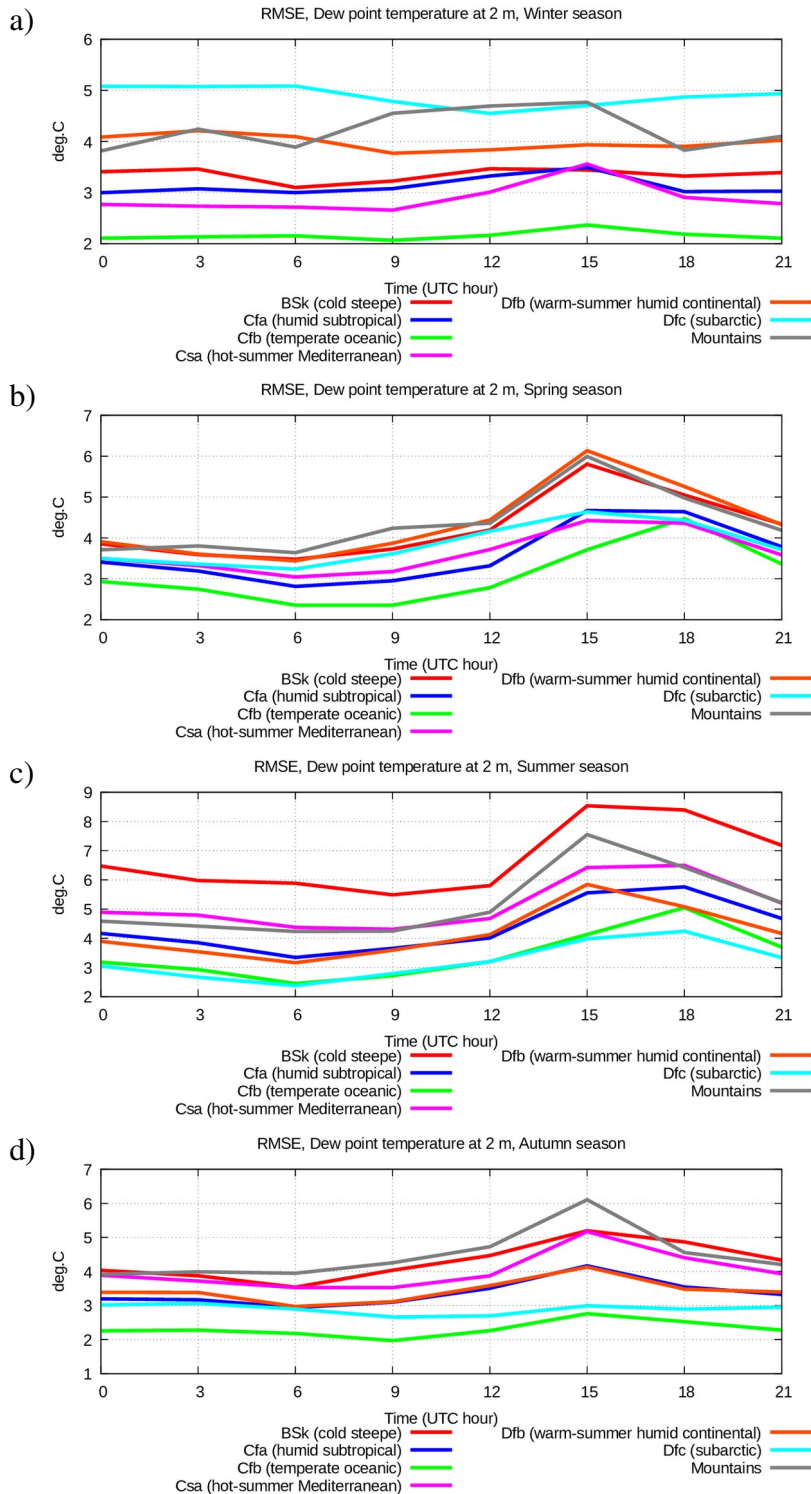 a)
RMSE, Dew point temperature at 2 m, Winter season
6
5
4
3
2
deg.C
0 3 6 9 12 15 18 21
Time (UTC hour)
BSk (cold steepe) Dfb (warm-summer humid continental)
Cfa (humid subtropical) Dfc (subarctic)
Cfb (temperate oceanic) Mountains
Csa (hot-summer Mediterranean)
b)
RMSE, Dew point temperature at 2 m, Spring season
7
6
5
4
3
2
deg.C
0 3 6 9 12 15 18 21
Time (UTC hour)
BSk (cold steepe) Dfb (warm-summer humid continental)
Cfa (humid subtropical) Dfc (subarctic)
Cfb (temperate oceanic) Mountains
Csa (hot-summer Mediterranean)
c)
RMSE, Dew point temperature at 2 m, Summer season
9
8
7
6
5
4
3
2
deg.C
0 3 6 9 12 15 18 21
Time (UTC hour)
BSk (cold steepe) Dfb (warm-summer humid continental)
Cfa (humid subtropical) Dfc (subarctic)
Cfb (temperate oceanic) Mountains
Csa (hot-summer Mediterranean)
d)
RMSE, Dew point temperature at 2 m, Autumn season
7
6
5
4
3
2
1
deg.C
0 3 6 9 12 15 18 21
Time (UTC hour)
BSk (cold steepe) Dfb (warm-summer humid continental)
Cfa (humid subtropical) Dfc (subarctic)
Cfb (temperate oceanic) Mountains
Csa (hot-summer Mediterranean)